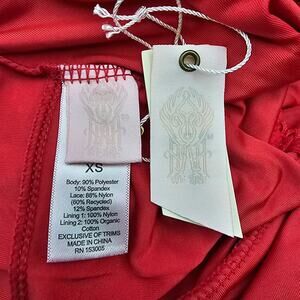 XS
Body: 90% Polyester
10% Spandex
Lace: 88% Nylon
(60% Recycled)
12% Spandex
Lining 1: 100% Nylon
Lining 2: 100% Organic
Cotton
EXCLUSIVE OF TRIMS
MADE IN CHINA
RN 153005